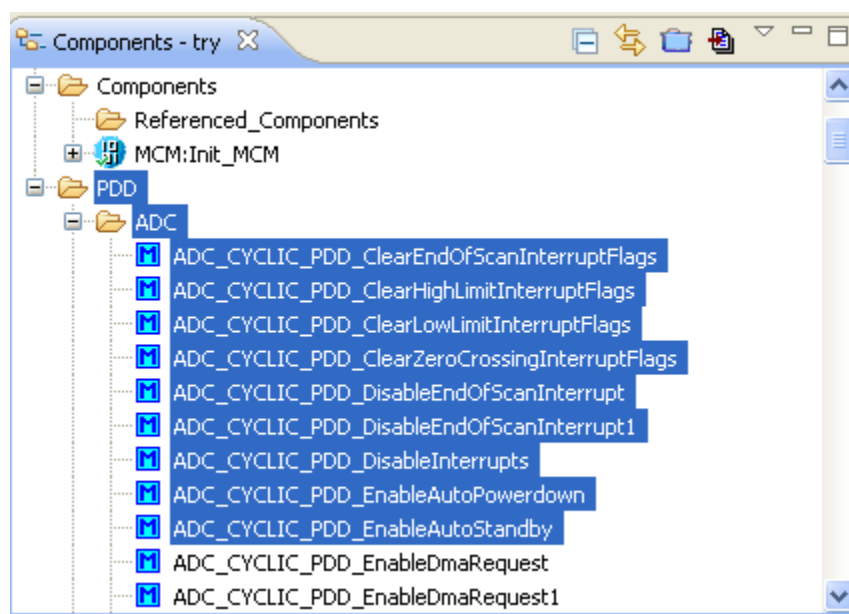 Components - try
Components
Referenced_Components
MCM:Init_MCM
PDD
ADC
M ADC_CYCLIC_PDD_ClearEndOfScanInterruptFlags
M ADC_CYCLIC_PDD_ClearHighLimitInterruptFlags
M ADC_CYCLIC_PDD_ClearLowLimitInterruptFlags
M ADC_CYCLIC_PDD_ClearZeroCrossingInterruptFlags
M ADC_CYCLIC_PDD_DisableEndOfScanInterrupt
M ADC_CYCLIC_PDD_DisableEndOfScanInterrupt1
M ADC_CYCLIC_PDD_DisableInterrupts
M ADC_CYCLIC_PDD_EnableAutoPowerdown
M ADC_CYCLIC_PDD_EnableAutoStandby
M ADC_CYCLIC_PDD_EnableDmaRequest
M ADC_CYCLIC_PDD_EnableDmaRequest1